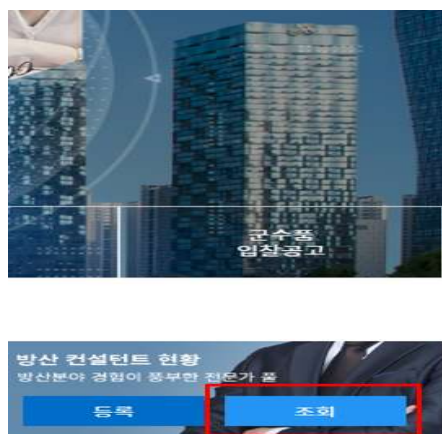 군수품
입찰공고
방산 컨설턴트 현황
방산분야 경험이 풍부한 전문가 풀
등록
조회